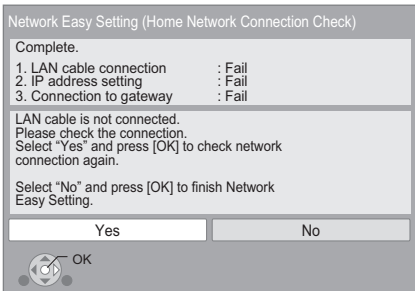 Network Easy Setting (Home Network Connection Check)
Complete.
1. LAN cable connection : Fail
2. IP address setting : Fail
3. Connection to gateway : Fail
LAN cable is not connected.
Please check the connection.
Select “Yes” and press [OK] to check network
connection again.
Select “No” and press [OK] to finish Network
Easy Setting.
Yes No
OK